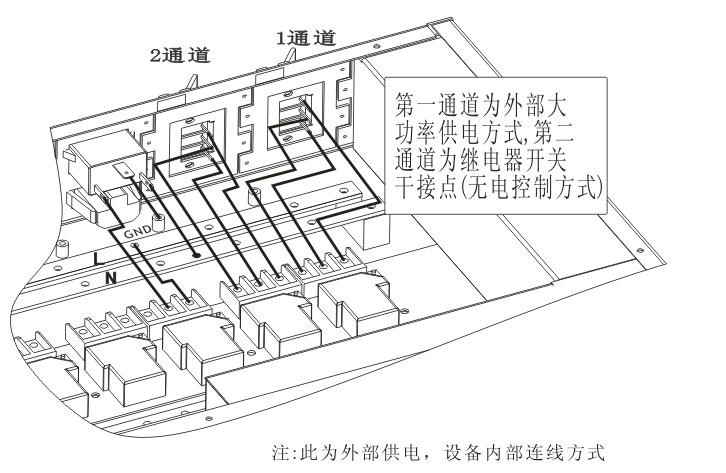 1通道
2通道
第一通道为外部大
功率供电方式,第二
通道为继电器开关
干接点(无电控制方式)
GND
L
N
注:此为外部供电，设备内部连线方式